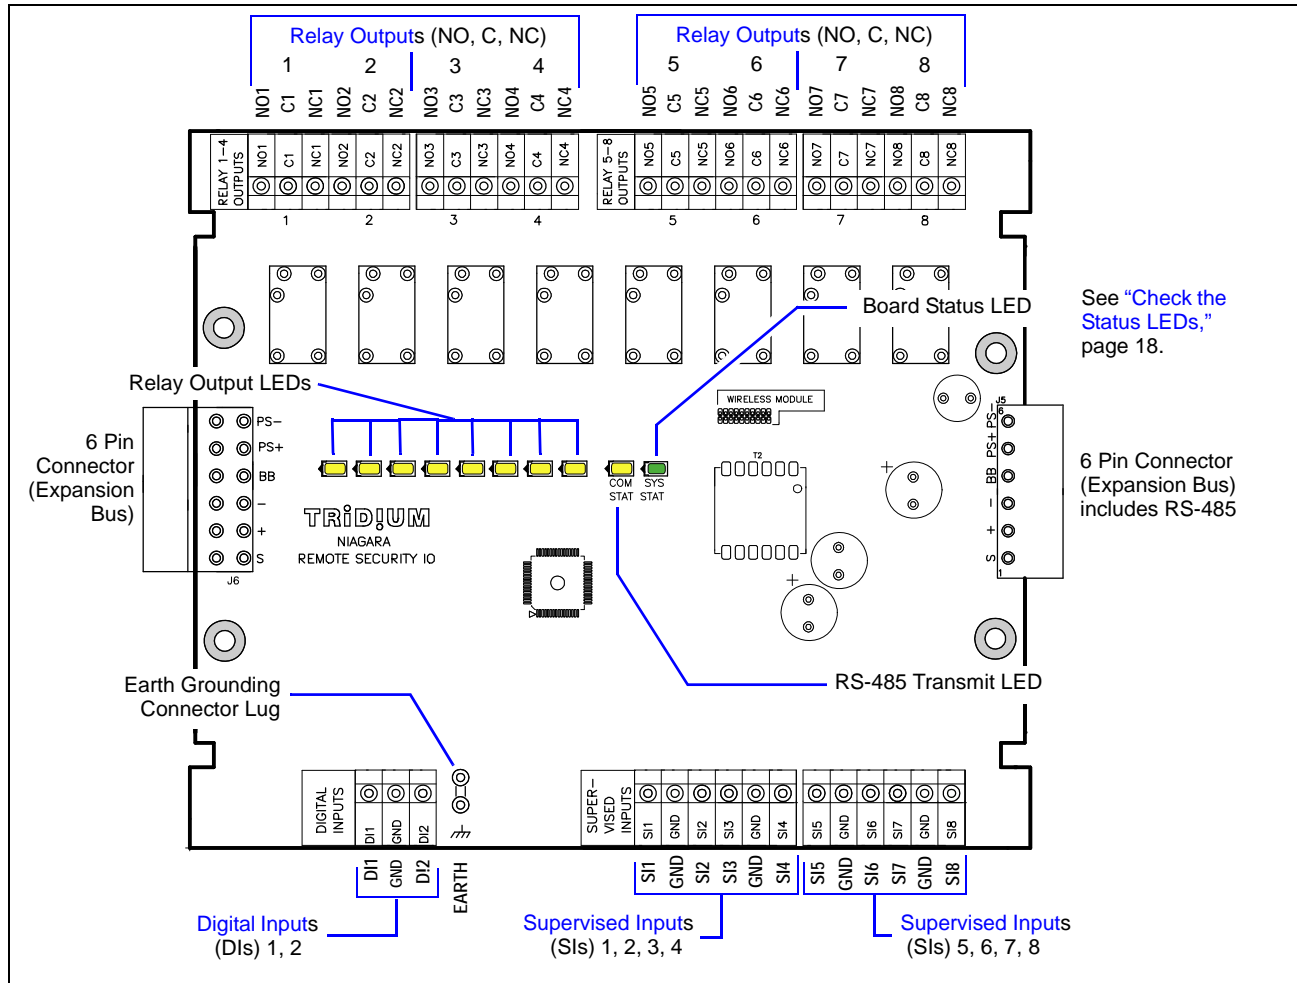 Relay Outputs (NO, C, NC)
Relay Outputs (NO, C, NC)
1 2 3 4
5 6 7 8
NO1 C1 NC1 NO2 C2 NC2 NO3 C3 NC3 NO4 C4 NC4
NO5 C5 NC5 NO6 C6 NC6 NO7 C7 NC7 NO8 C8 NC8
RELAY 1-4
OUTPUTS
NO1 C1 NC1 NO2 C2 NC2 NO3 C3 NC3 NO4 C4 NC4
RELAY 5-8
OUTPUTS
NO5 C5 NC5 NO6 C6 NC6 NO7 C7 NC7 NO8 C8 NC8
1 2 3 4
5 6 7 8
Board Status LED
See “Check the
Status LEDs,”
page 18.
Relay Output LEDs
WIRELESS MODULE
6 Pin
Connector
(Expansion
Bus)
PS-
PS+
BB
-
+
S
J6
COM
STAT
SYS
STAT
T2
+
+
J5
6
PS-
PS+
BB
-
+
S
1
6 Pin Connector
(Expansion Bus)
includes RS-485
TRiDiUM
NIAGARA
REMOTE SECURITY IO
Earth Grounding
Connector Lug
RS-485 Transmit LED
DIGITAL
INPUTS
DI1 GND DI2
SUPER-
VISED
INPUTS
SI1 GND SI2 SI3 GND SI4
SI5 GND SI6 SI7 GND SI8
DI1 GND DI2 EARTH
SI1 GND SI2 SI3 GND SI4
SI5 GND SI6 SI7 GND SI8
Digital Inputs
(DIs) 1, 2
Supervised Inputs
(SIs) 1, 2, 3, 4
Supervised Inputs
(SIs) 5, 6, 7, 8